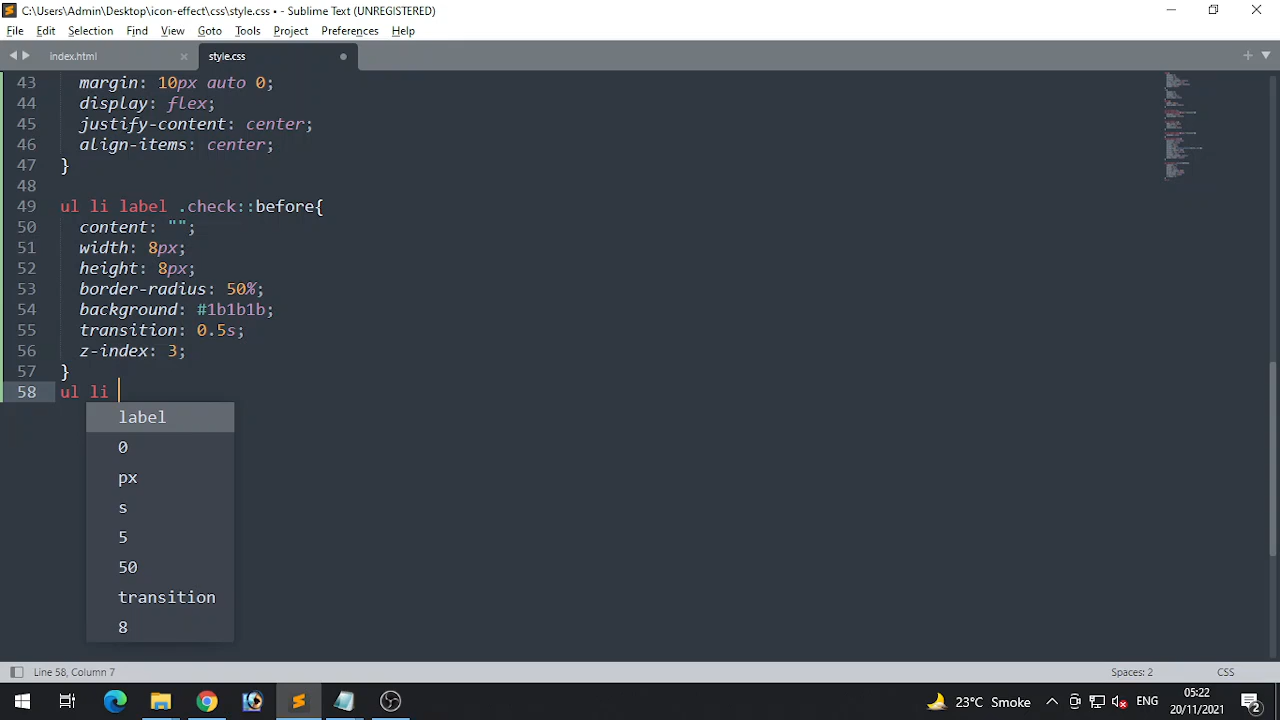 C:\Users\Admin\Desktop\icon-effect\css\style.css • - Sublime Text (UNREGISTERED)
File Edit Selection Find View Goto Tools Project Preferences Help
index.html style.css
43 margin: 10px auto 0;
44 display: flex;
45 justify-content: center;
46 align-items: center;
47 }
48
49 ul li label .check::before{
50 content: "";
51 width: 8px;
52 height: 8px;
53 border-radius: 50%;
54 background: #1b1b1b;
55 transition: 0.5s;
56 z-index: 3;
57 }
58 ul li
label
0
px
s
5
50
transition
8
Line 58, Column 7 Spaces: 2 CSS
23°C Smoke ENG 05:22
20/11/2021 2